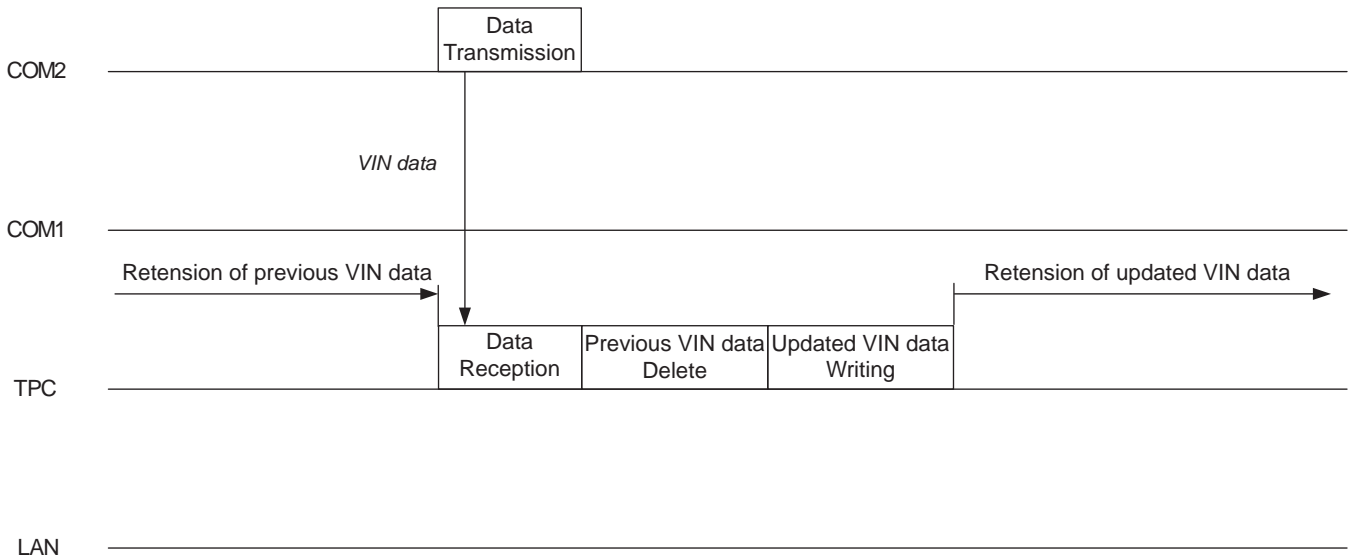 Data
Transmission
COM2
VIN data
COM1
Retension of previous VIN data
Retension of updated VIN data
Data
Reception
Previous VIN data
Delete
Updated VIN data
Writing
TPC
LAN